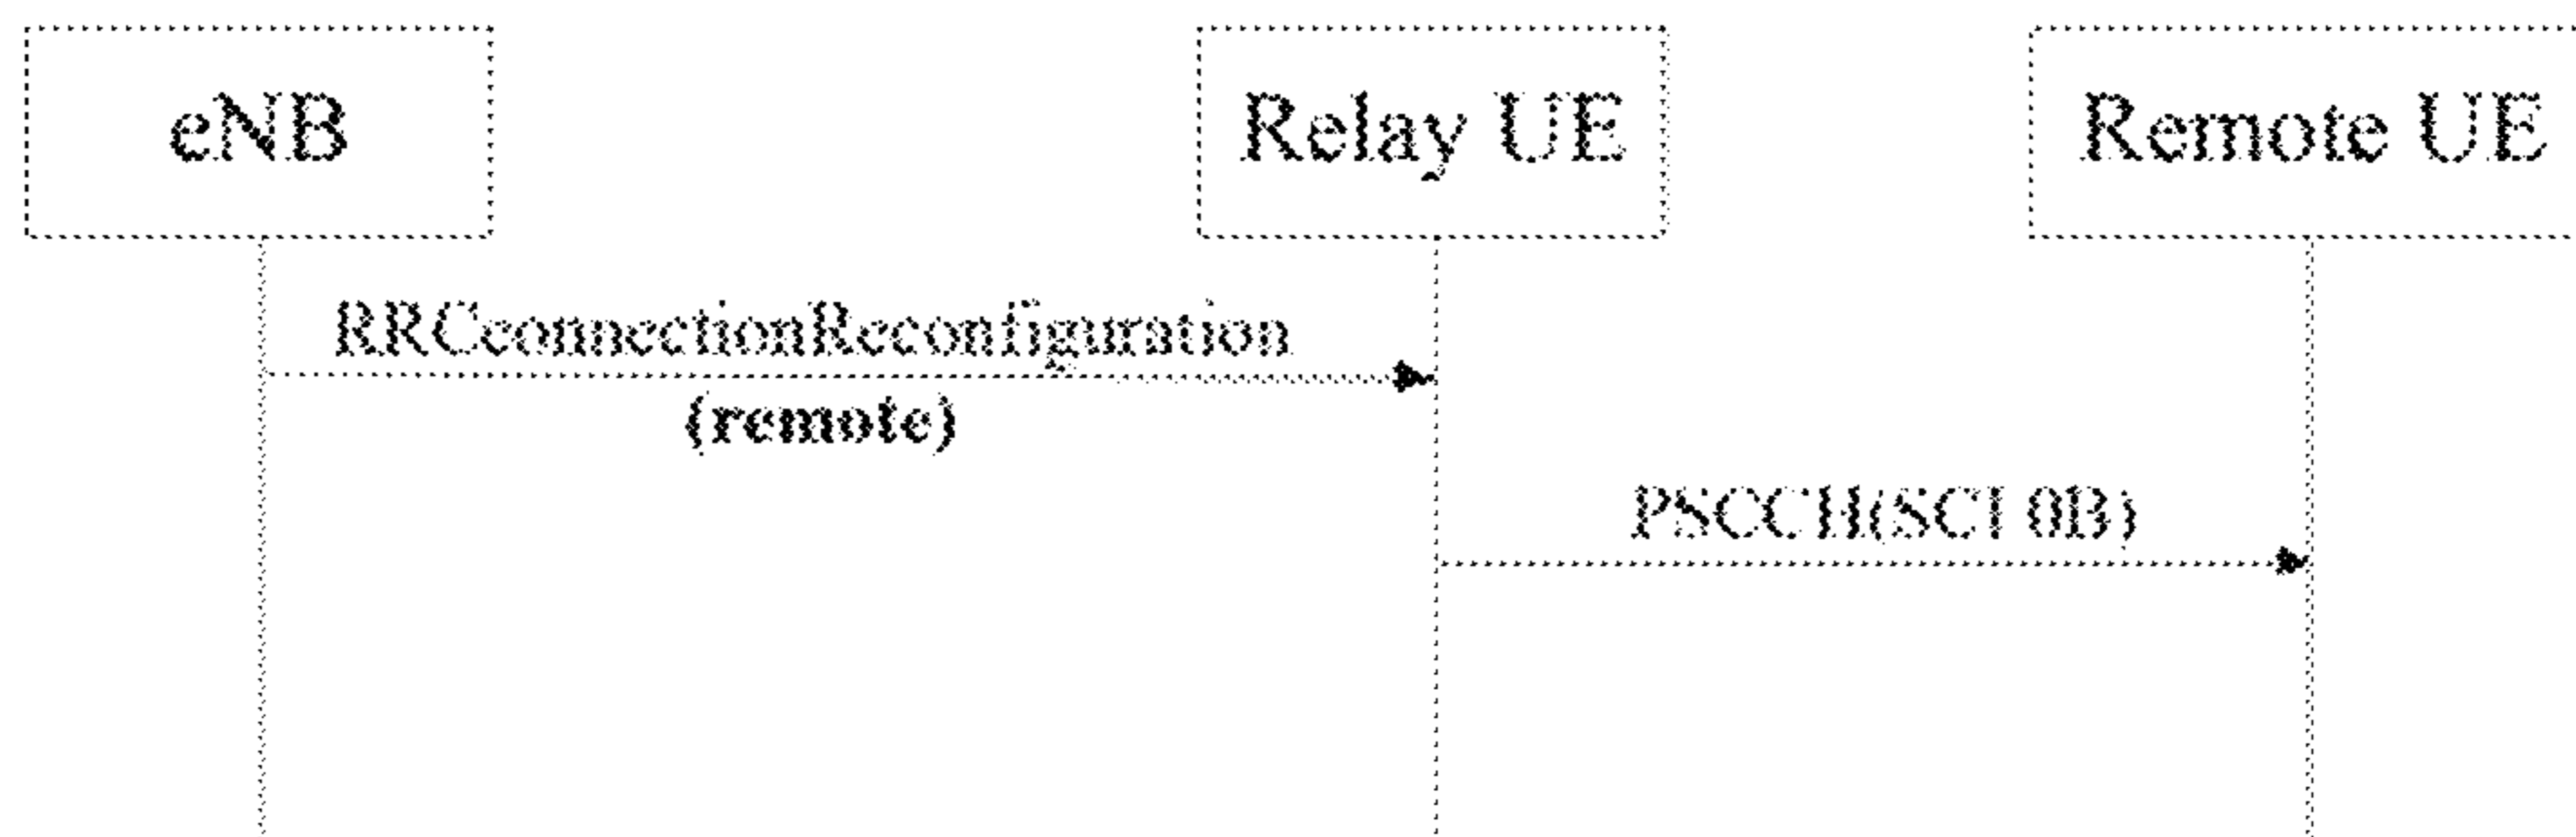 eNB
Relay UE
Remote UE
RRCconnectionReconfiguration
(remote)
PSCCH(SCI 0B)